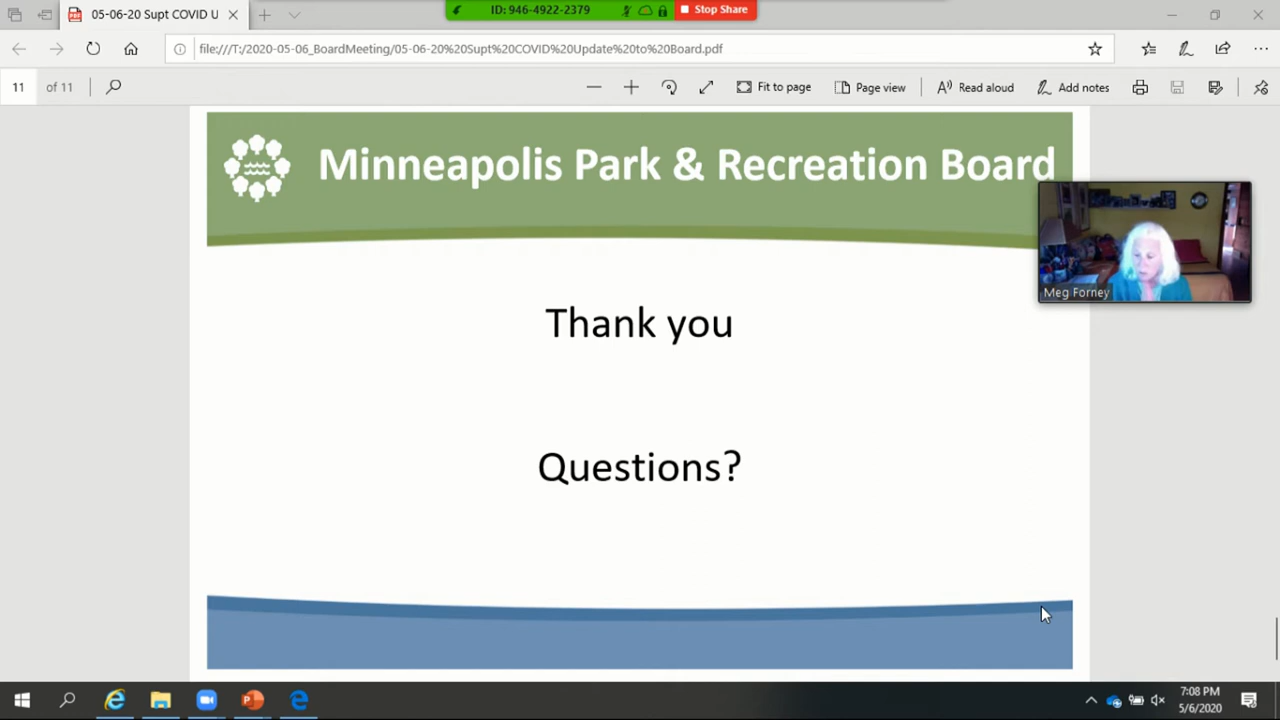 05-06-20 Supt COVID U
ID: 946-4922-2379
Stop Share
file:///T:/2020-05-06_BoardMeeting/05-06-20%20Supt%20COVID%20Update%20to%20Board.pdf
11 of 11
Fit to page
Page view
Read aloud
Add notes
Minneapolis Park & Recreation Board
Meg Forney
Thank you
Questions?
7:08 PM
5/6/2020